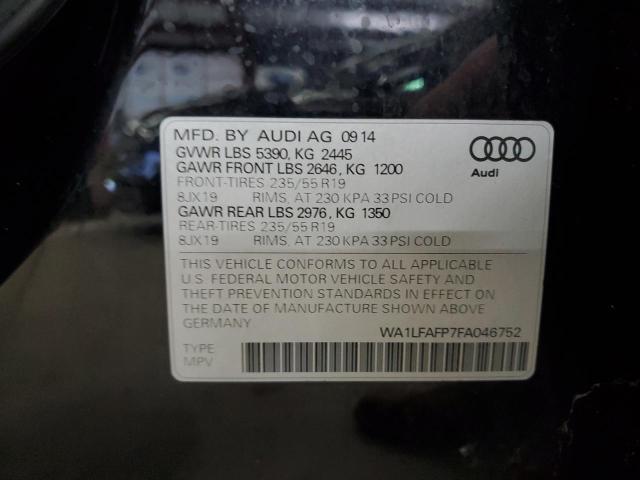 MFD. BY AUDI AG 09 14
GVWR LBS 5390, KG 2445
GAWR FRONT LBS 2646, KG 1200
FRONT-TIRES 235/55 R19
8JX19 RIMS, AT 230 KPA 33 PSI COLD
GAWR REAR LBS 2976, KG 1350
REAR-TIRES 235/55 R19
8JX19 RIMS, AT 230 KPA 33 PSI COLD
Audi
THIS VEHICLE CONFORMS TO ALL APPLICABLE
U.S. FEDERAL MOTOR VEHICLE SAFETY AND
THEFT PREVENTION STANDARDS IN EFFECT ON
THE DATE OF MANUFACTURE SHOWN ABOVE
GERMANY
WA1LFAFP7FA046752
TYPE
MPV